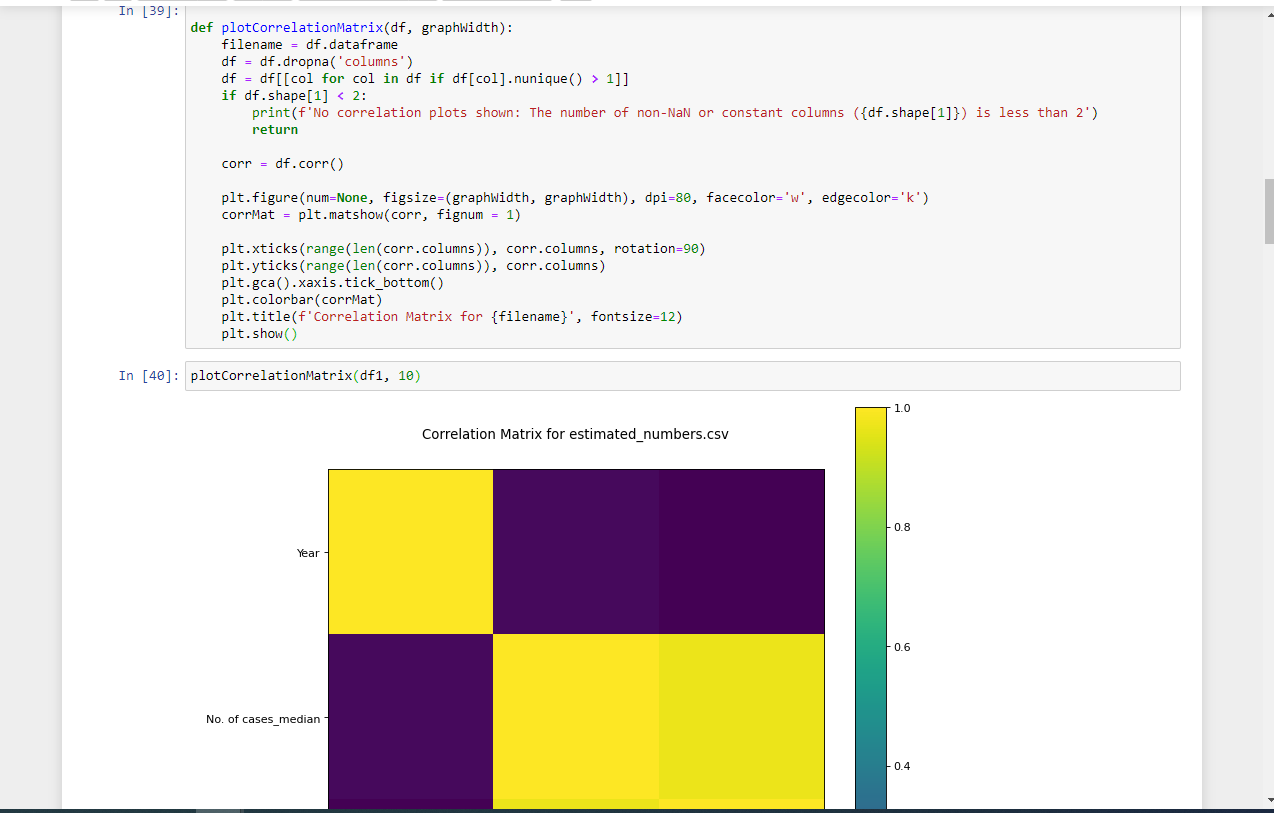 In [39]:
def plotCorrelationMatrix(df, graphWidth):
    filename = df.dataframe
    df = df.dropna('columns')
    df = df[[col for col in df if df[col].nunique() > 1]]
    if df.shape[1] < 2:
        print(f'No correlation plots shown: The number of non-NaN or constant columns ({df.shape[1]}) is less than 2')
        return
    corr = df.corr()
    plt.figure(num=None, figsize=(graphWidth, graphWidth), dpi=80, facecolor='w', edgecolor='k')
    corrMat = plt.matshow(corr, fignum = 1)
    plt.xticks(range(len(corr.columns)), corr.columns, rotation=90)
    plt.yticks(range(len(corr.columns)), corr.columns)
    plt.gca().xaxis.tick_bottom()
    plt.colorbar(corrMat)
    plt.title(f'Correlation Matrix for {filename}', fontsize=12)
    plt.show()
In [40]: plotCorrelationMatrix(df1, 10)
Correlation Matrix for estimated_numbers.csv
Year
No. of cases_median
1.0
0.8
0.6
0.4